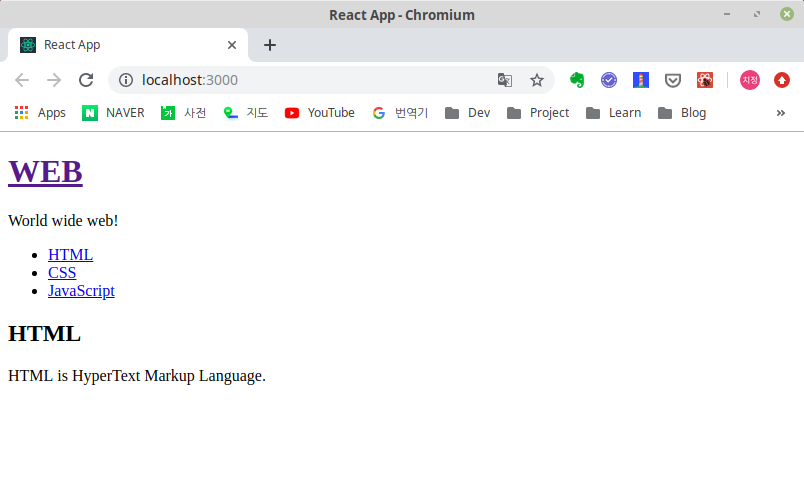 React App - Chromium
React App
localhost:3000
치정
Apps NAVER 사전 지도 YouTube 번역기 Dev Project Learn Blog »
WEB
World wide web!
• HTML
• CSS
• JavaScript
HTML
HTML is HyperText Markup Language.